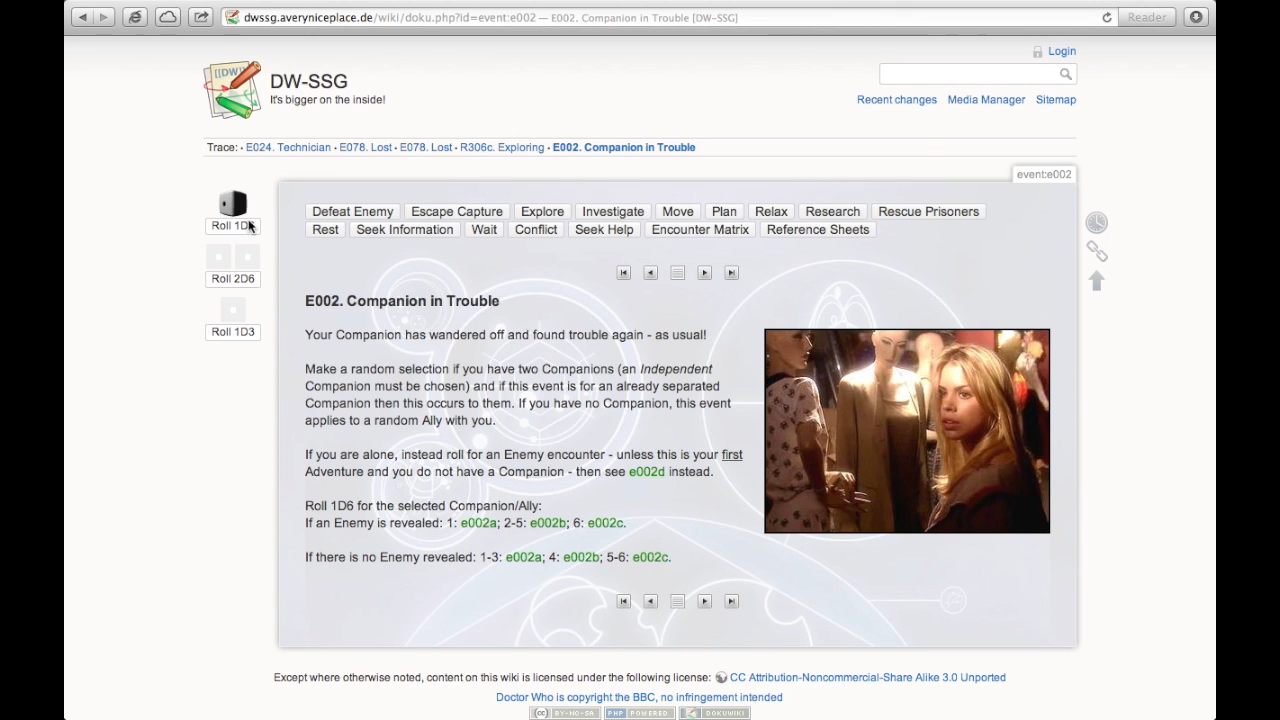 dwssg.averyniceplace.de/wiki/doku.php?id=event:e002 — E002. Companion in Trouble [DW-SSG]
Reader
Login
[[DW]]
DW-SSG
It's bigger on the inside!
Recent changes Media Manager Sitemap
Trace: • E024. Technician • E078. Lost • E078. Lost • R306c. Exploring • E002. Companion in Trouble
event:e002
Roll 1D
Roll 2D6
Roll 1D3
Defeat Enemy Escape Capture Explore Investigate Move Plan Relax Research Rescue Prisoners
Rest Seek Information Wait Conflict Seek Help Encounter Matrix Reference Sheets
E002. Companion in Trouble
Your Companion has wandered off and found trouble again - as usual!
Make a random selection if you have two Companions (an Independent
Companion must be chosen) and if this event is for an already separated
Companion then this occurs to them. If you have no Companion, this event
applies to a random Ally with you.
If you are alone, instead roll for an Enemy encounter - unless this is your first
Adventure and you do not have a Companion - then see e002d instead.
Roll 1D6 for the selected Companion/Ally:
If an Enemy is revealed: 1: e002a; 2-5: e002b; 6: e002c.
If there is no Enemy revealed: 1-3: e002a; 4: e002b; 5-6: e002c.
Except where otherwise noted, content on this wiki is licensed under the following license: CC Attribution-Noncommercial-Share Alike 3.0 Unported
Doctor Who is copyright the BBC, no infringement intended
cc BY-NC-SA PHP POWERED DOKUWIKI